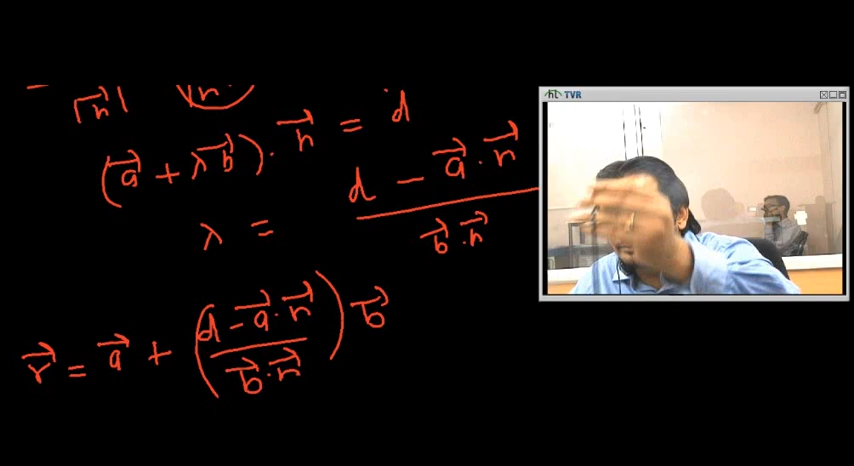 |n⃗| n⃗
(a⃗ + λb⃗) · n⃗ = d
λ = (d − a⃗ · n⃗) / (b⃗ · n⃗)
r⃗ = a⃗ + ((d − a⃗ · n⃗) / (b⃗ · n⃗)) b⃗
TVR